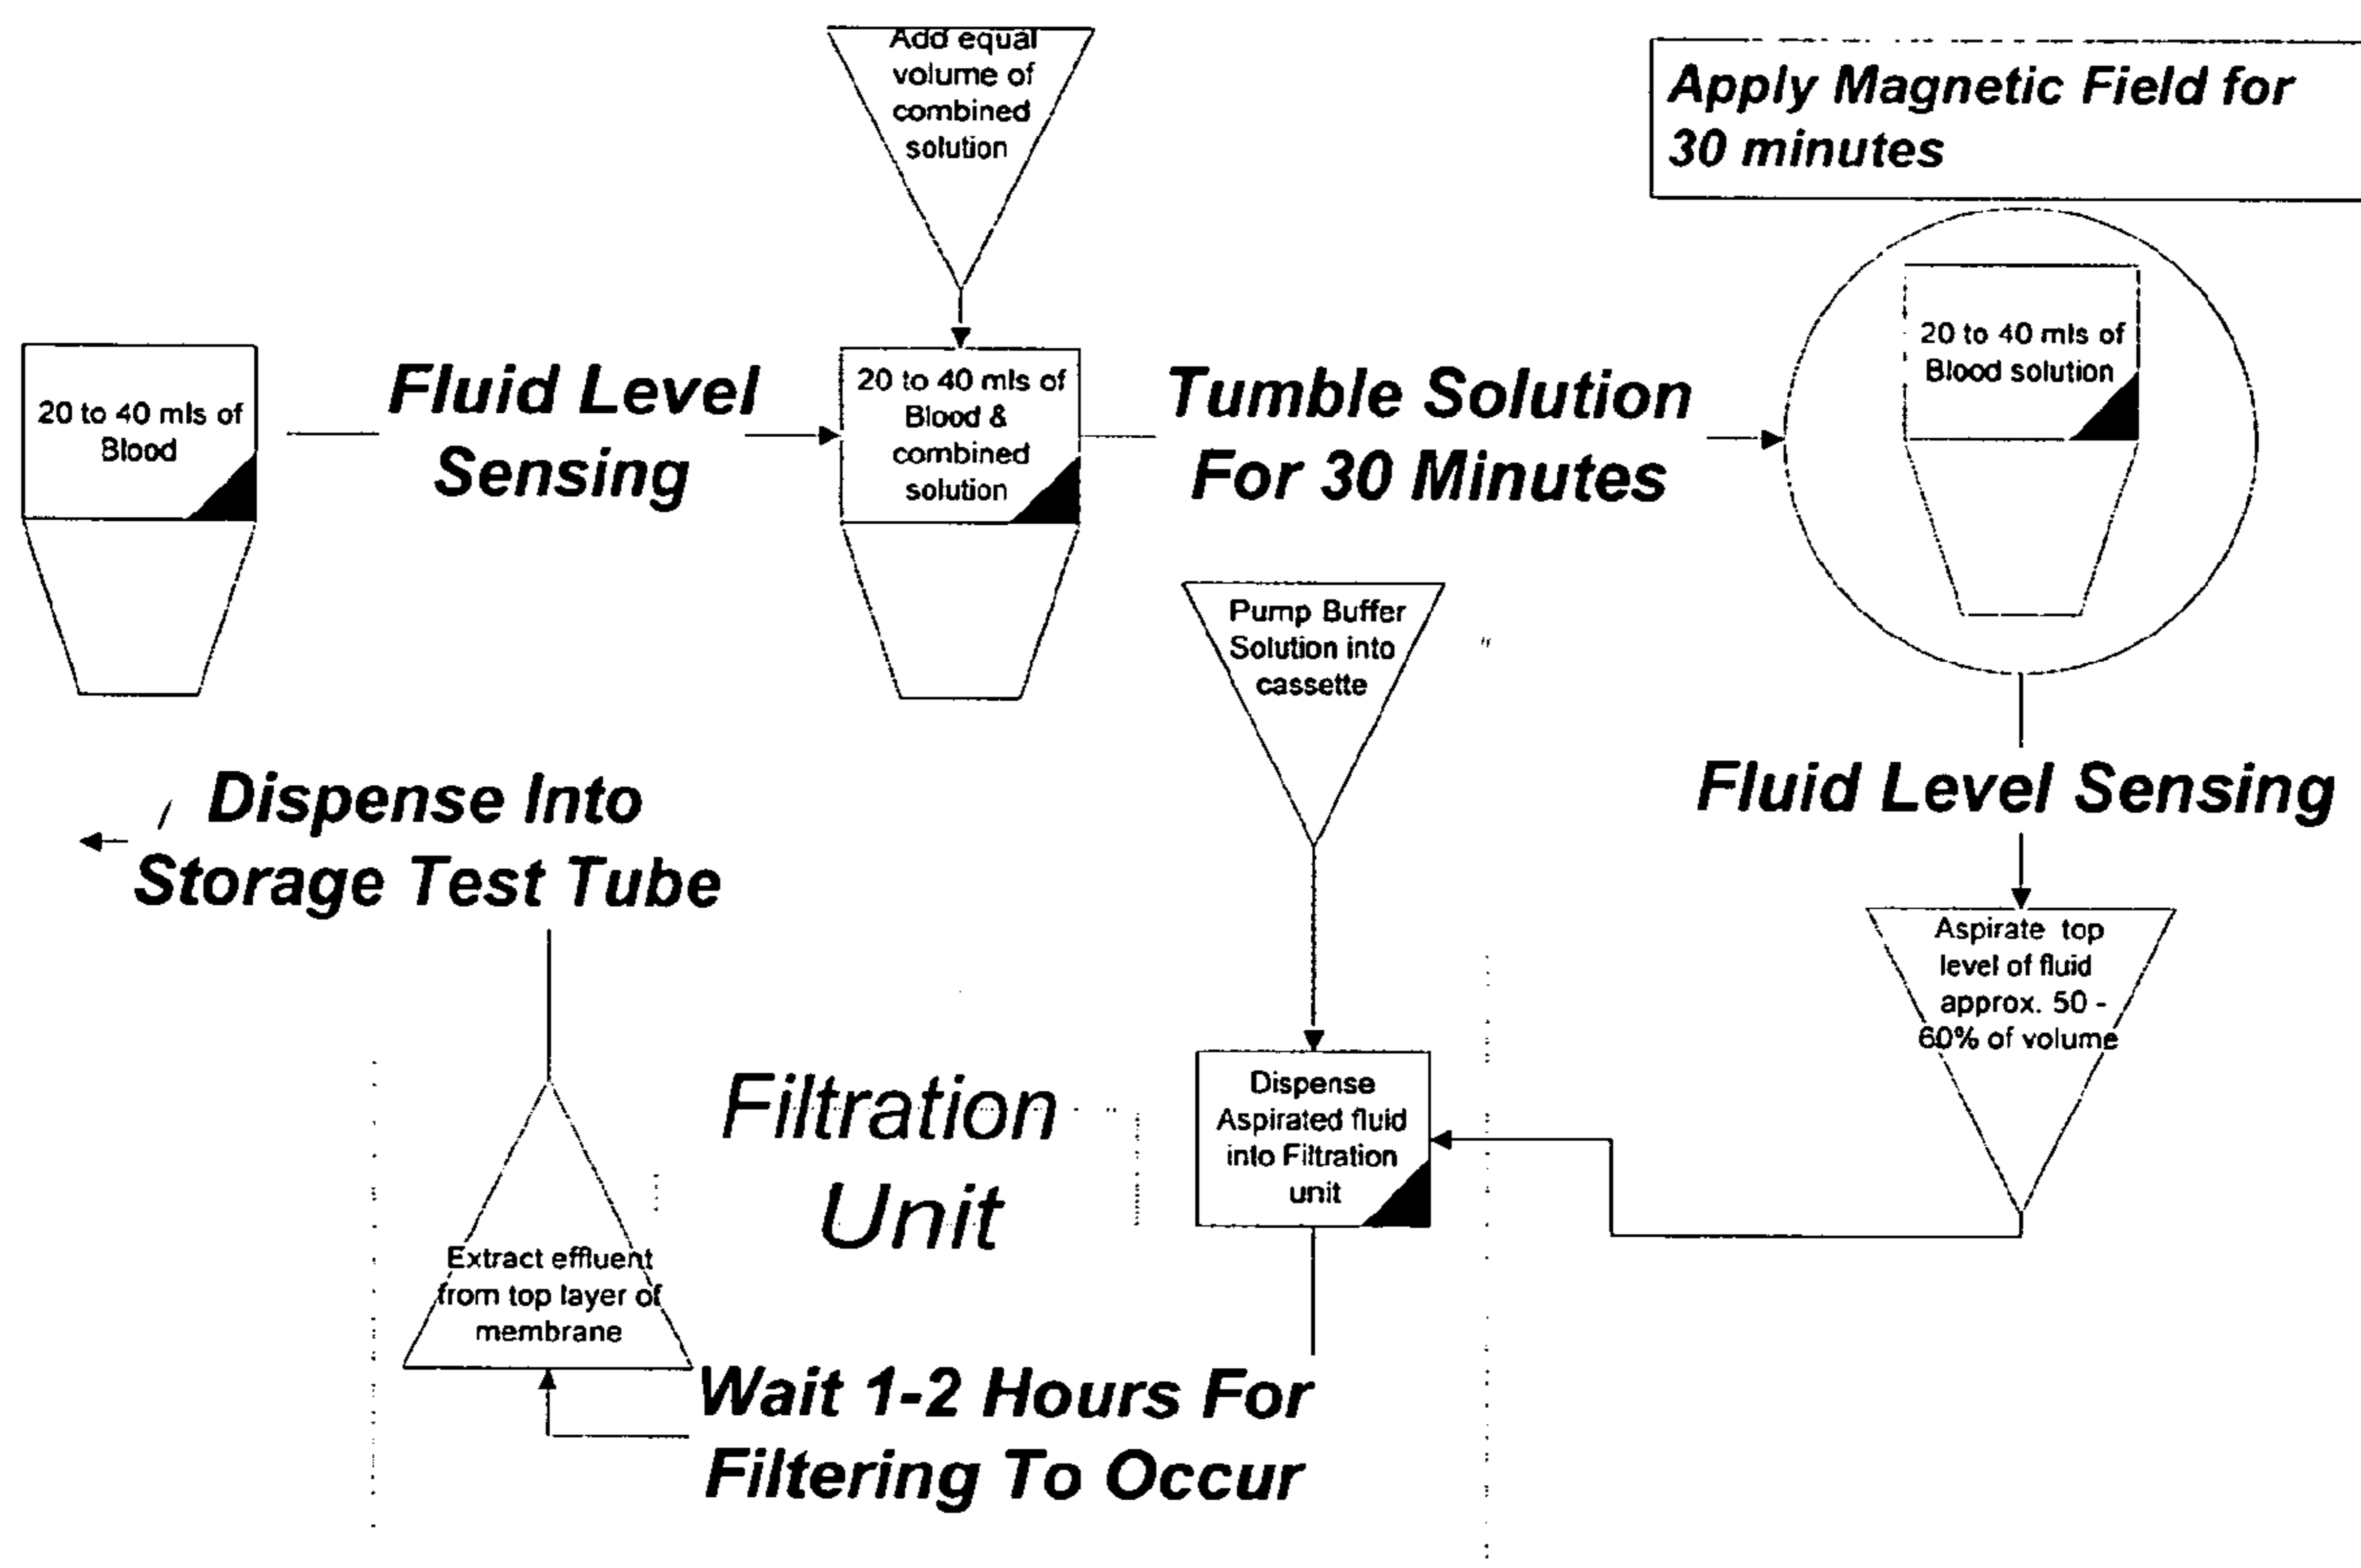 Add equal
volume of
combined
solution
Apply Magnetic Field for
30 minutes
20 to 40 mls of
Blood
Fluid Level
Sensing
20 to 40 mls of
Blood &
combined
solution
Tumble Solution
For 30 Minutes
20 to 40 mls of
Blood solution
Pump Buffer
Solution into
cassette
Fluid Level Sensing
Dispense Into
Storage Test Tube
Aspirate top
level of fluid
approx. 50 -
60% of volume
Filtration
Unit
Dispense
Aspirated fluid
into Filtration
unit
Extract effluent
from top layer of
membrane
Wait 1-2 Hours For
Filtering To Occur